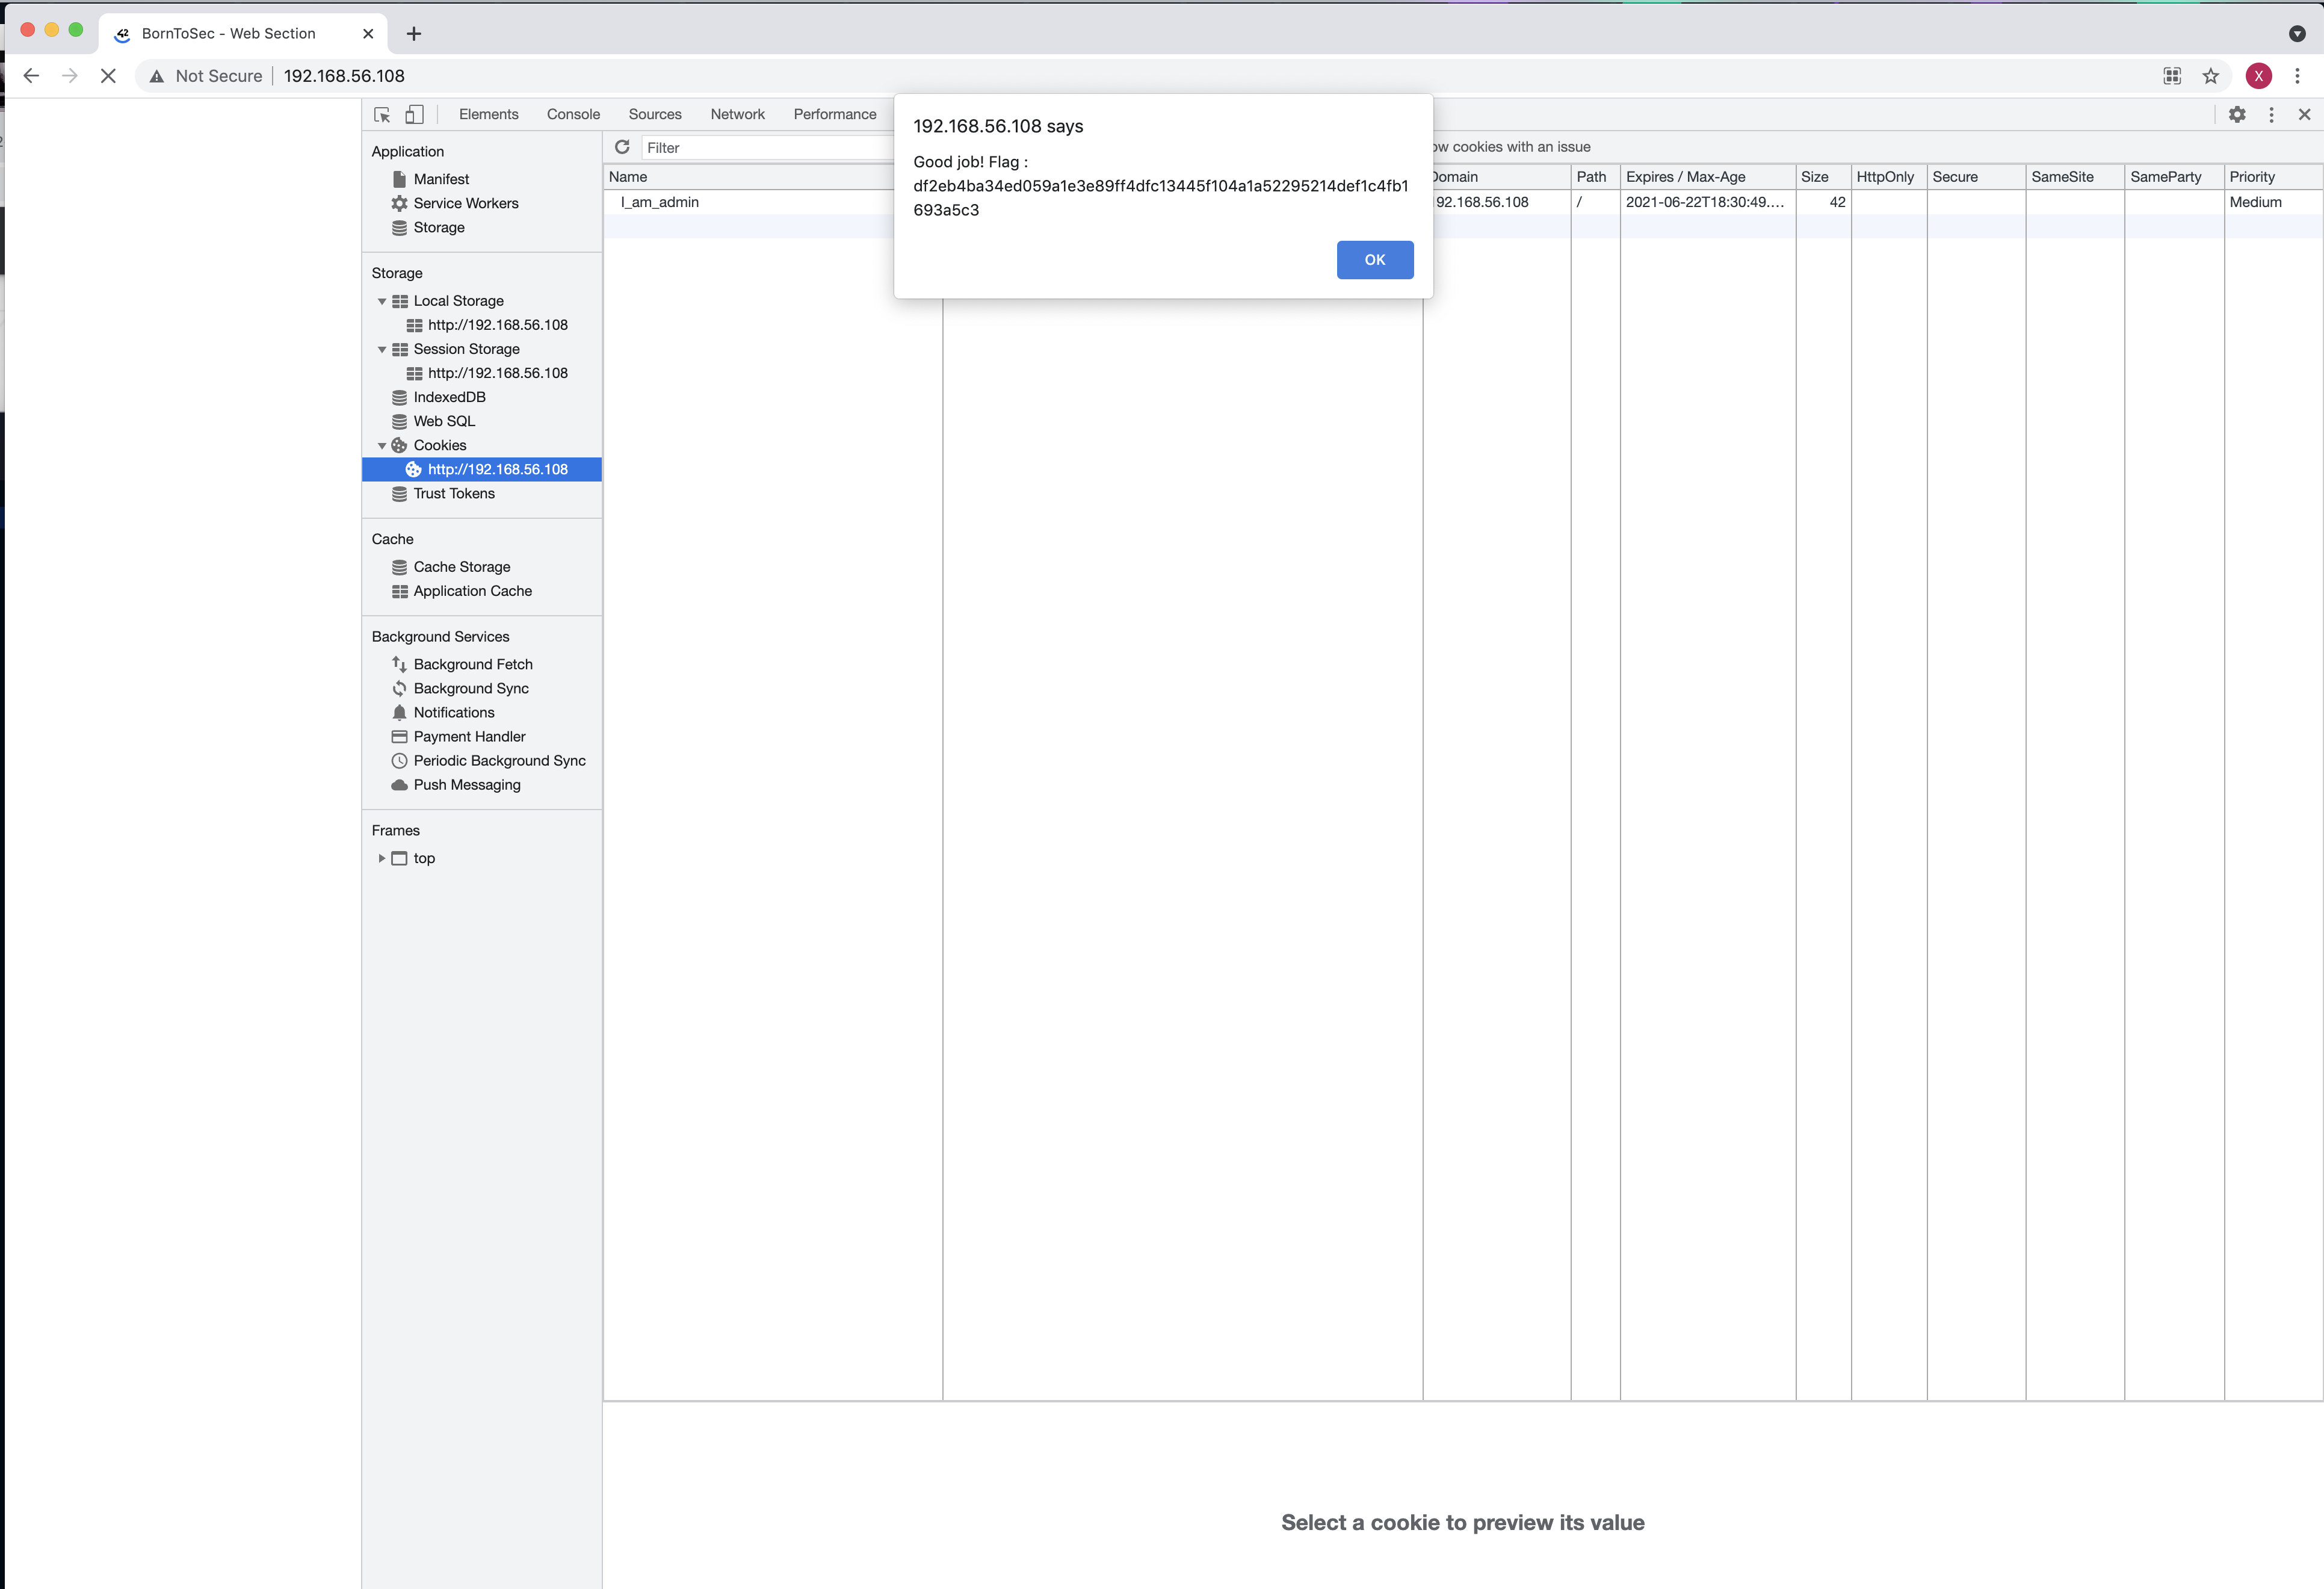 BornToSec - Web Section
Not Secure
192.168.56.108
X
Elements
Console
Sources
Network
Performance
192.168.56.108 says
Good job! Flag :
df2eb4ba34ed059a1e3e89ff4dfc13445f104a1a52295214def1c4fb1
693a5c3
OK
Application
Manifest
Service Workers
Storage
Storage
Local Storage
http://192.168.56.108
Session Storage
http://192.168.56.108
IndexedDB
Web SQL
Cookies
http://192.168.56.108
Trust Tokens
Cache
Cache Storage
Application Cache
Background Services
Background Fetch
Background Sync
Notifications
Payment Handler
Periodic Background Sync
Push Messaging
Frames
top
Filter
ow cookies with an issue
Name Domain Path Expires / Max-Age Size HttpOnly Secure SameSite SameParty Priority
I_am_admin 92.168.56.108 / 2021-06-22T18:30:49.... 42 Medium
Select a cookie to preview its value